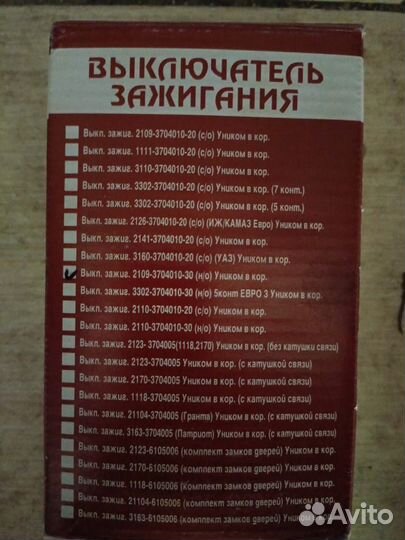 ВЫКЛЮЧАТЕЛЬ
ЗАЖИГАНИЯ
Выкл. зажиг. 2109-3704010-20 (с/о) Уником в кор.
Выкл. зажиг. 1111-3704010-20 (с/о) Уником в кор.
Выкл. зажиг. 3110-3704010-20 (с/о) Уником в кор.
Выкл. зажиг. 3302-3704010-20 (с/о) Уником в кор. (7 конт.)
Выкл. зажиг. 3302-3704010-20 (с/о) Уником в кор. (5 конт.)
Выкл. зажиг. 2126-3704010-20 (с/о) (ИЖ/КАМАЗ Евро) Уником в кор.
Выкл. зажиг. 2141-3704010-20 (с/о) Уником в кор.
Выкл. зажиг. 3160-3704010-20 (с/о) (УАЗ) Уником в кор.
Выкл. зажиг. 2109-3704010-30 (н/о) Уником в кор.
Выкл. зажиг. 3302-3704010-30 (н/о) 5конт ЕВРО 3 Уником в кор.
Выкл. зажиг. 2110-3704010-20 (с/о) Уником в кор.
Выкл. зажиг. 2110-3704010-30 (н/о) Уником в кор.
Выкл. зажиг. 2123- 3704005(1118,2170) Уником в кор. (без катушки связи)
Выкл. зажиг. 2123-3704005 Уником в кор. (с катушкой связи)
Выкл. зажиг. 2170-3704005 Уником в кор. (с катушкой связи)
Выкл. зажиг. 1118-3704005 Уником в кор. (с катушкой связи)
Выкл. зажиг. 21104-3704005 (Гранта) Уником в кор. (с катушкой связи)
Выкл. зажиг. 3163-3704005 (Патриот) Уником в кор. (с катушкой связи)
Выкл. зажиг. 2123-6105006 (комплект замков дверей) Уником в кор.
Выкл. зажиг. 2170-6105006 (комплект замков дверей) Уником в кор.
Выкл. зажиг. 1118-6105006 (комплект замков дверей) Уником в кор.
Выкл. зажиг. 21104-6105006 (комплект замков дверей) Уником в кор.
Выкл. зажиг. 3163-6105006 (комплект замков дверей) Уником в кор.
Avito